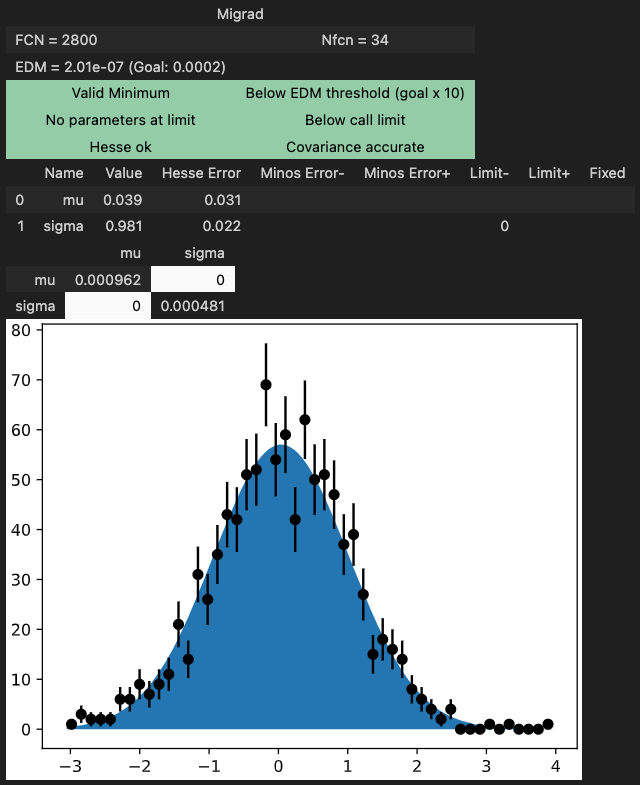 Migrad
FCN = 2800 Nfcn = 34
EDM = 2.01e-07 (Goal: 0.0002)
Valid Minimum Below EDM threshold (goal x 10)
No parameters at limit Below call limit
Hesse ok Covariance accurate
Name Value Hesse Error Minos Error- Minos Error+ Limit- Limit+ Fixed
0 mu 0.039 0.031
1 sigma 0.981 0.022 0
mu sigma
mu 0.000962 0
sigma 0 0.000481
80
70
60
50
40
30
20
10
0
−3 −2 −1 0 1 2 3 4